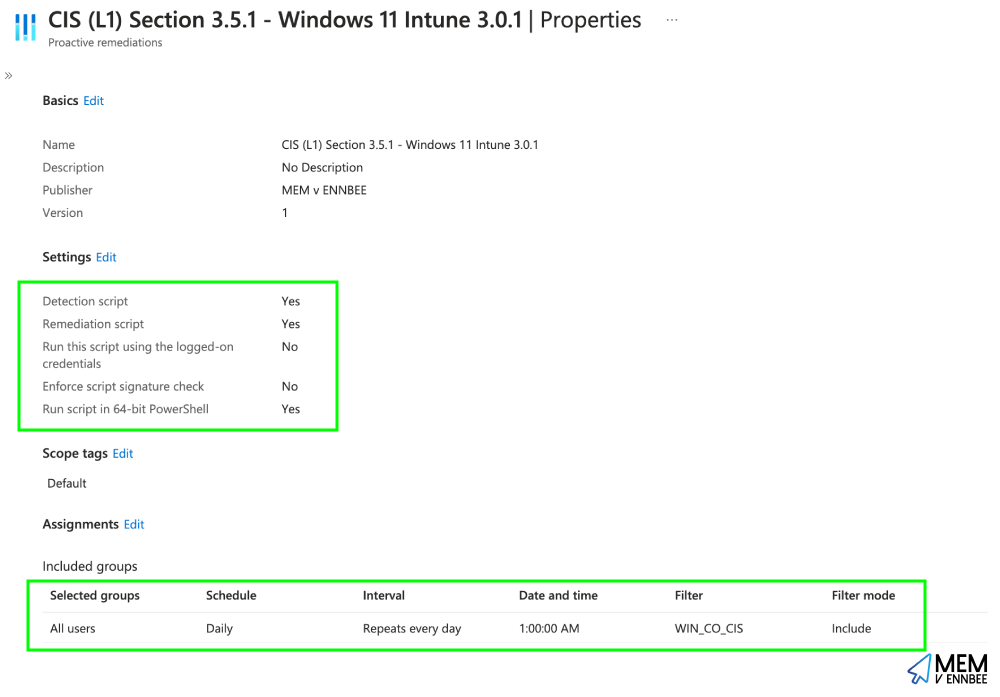 CIS (L1) Section 3.5.1 - Windows 11 Intune 3.0.1 | Properties ...
Proactive remediations
»
Basics Edit
Name CIS (L1) Section 3.5.1 - Windows 11 Intune 3.0.1
Description No Description
Publisher MEM v ENNBEE
Version 1
Settings Edit
Detection script Yes
Remediation script Yes
Run this script using the logged-on No
credentials
Enforce script signature check No
Run script in 64-bit PowerShell Yes
Scope tags Edit
Default
Assignments Edit
Included groups
Selected groups Schedule Interval Date and time Filter Filter mode
All users Daily Repeats every day 1:00:00 AM WIN_CO_CIS Include
MEM
V ENNBEE